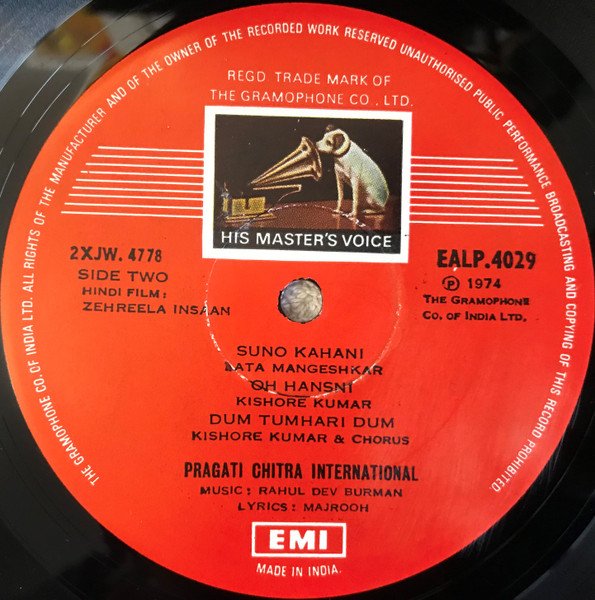 THE GRAMOPHONE CO. OF INDIA LTD. ALL RIGHTS OF THE MANUFACTURER AND OF THE OWNER OF THE RECORDED WORK RESERVED UNAUTHORISED PUBLIC PERFORMANCE BROADCASTING AND COPYING OF THIS RECORD PROHIBITED.
REGD. TRADE MARK OF
THE GRAMOPHONE CO., LTD.
HIS MASTER'S VOICE
2XJW. 4778
SIDE TWO
HINDI FILM:
ZEHREELA INSAAN
EALP.4029
℗ 1974
THE GRAMOPHONE
CO. OF INDIA LTD.
SUNO KAHANI
LATA MANGESHKAR
OH HANSNI
KISHORE KUMAR
DUM TUMHARI DUM
KISHORE KUMAR & CHORUS
PRAGATI CHITRA INTERNATIONAL
MUSIC: RAHUL DEV BURMAN
LYRICS: MAJROOH
EMI
MADE IN INDIA.